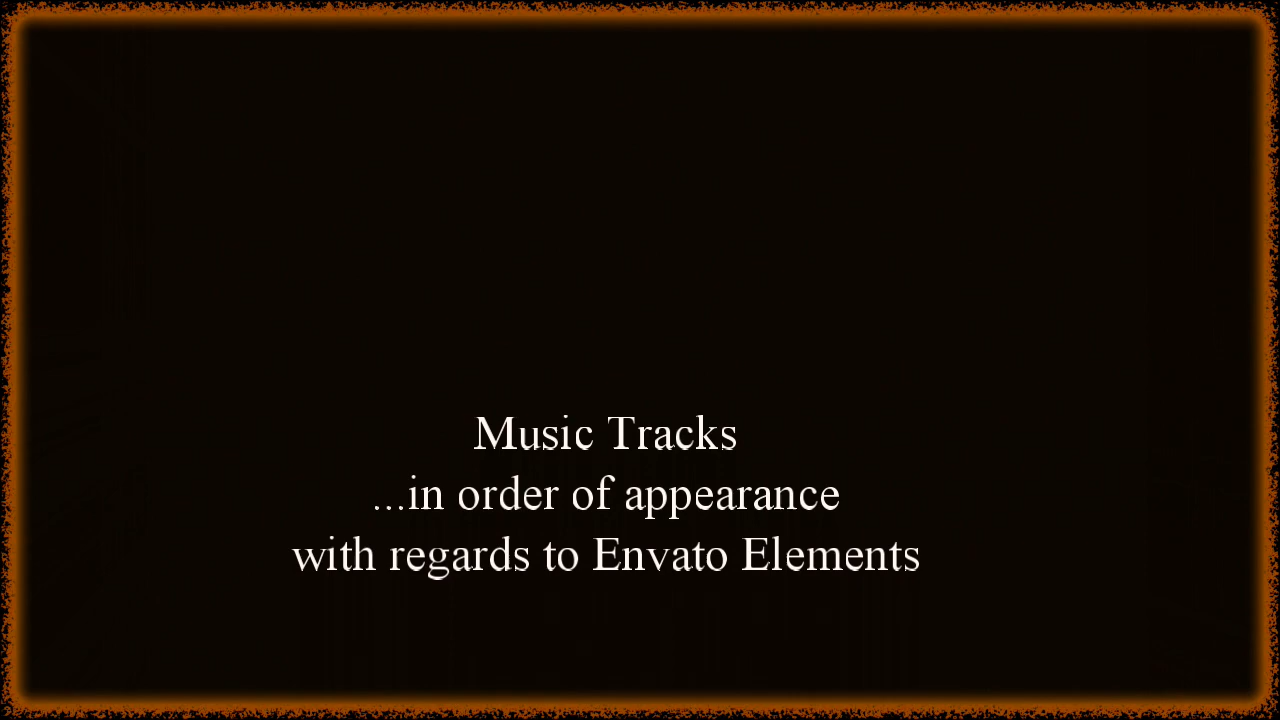 Music Tracks
...in order of appearance
with regards to Envato Elements